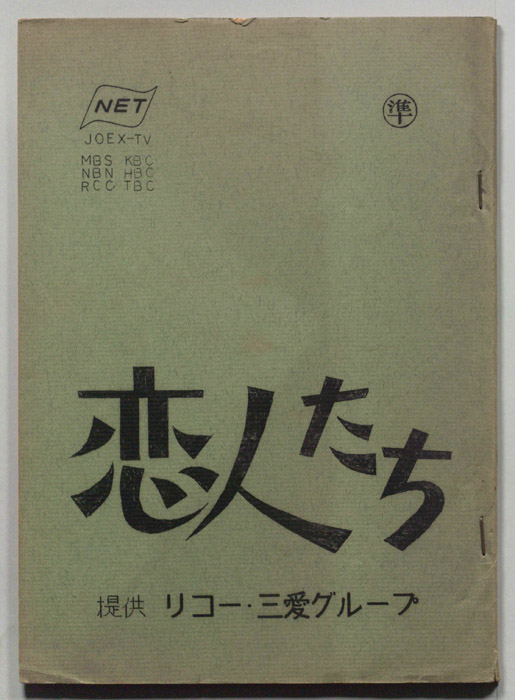 NET
準
JOEX-TV
MBS KBC
NBN HBC
RCC TBC
恋人たち
提供 リコー・三愛グループ